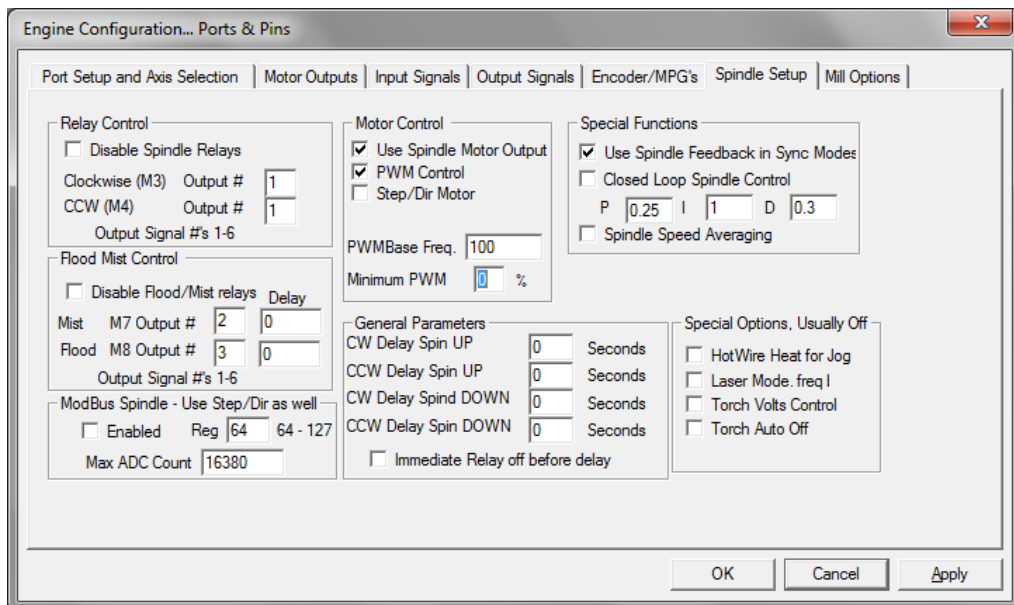 Engine Configuration... Ports & Pins
x
Port Setup and Axis Selection
Motor Outputs
Input Signals
Output Signals
Encoder/MPG's
Spindle Setup
Mill Options
Relay Control
Disable Spindle Relays
Clockwise (M3) Output # 1
CCW (M4) Output # 1
Output Signal #'s 1-6
Flood Mist Control
Disable Flood/Mist relays Delay
Mist M7 Output # 2 0
Flood M8 Output # 3 0
Output Signal #'s 1-6
ModBus Spindle - Use Step/Dir as well
Enabled Reg 64 64 - 127
Max ADC Count 16380
Motor Control
Use Spindle Motor Output
PWM Control
Step/Dir Motor
PWMBase Freq. 100
Minimum PWM 0 %
General Parameters
CW Delay Spin UP 0 Seconds
CCW Delay Spin UP 0 Seconds
CW Delay Spind DOWN 0 Seconds
CCW Delay Spin DOWN 0 Seconds
Immediate Relay off before delay
Special Functions
Use Spindle Feedback in Sync Modes
Closed Loop Spindle Control
P 0.25 I 1 D 0.3
Spindle Speed Averaging
Special Options, Usually Off
HotWire Heat for Jog
Laser Mode. freq l
Torch Volts Control
Torch Auto Off
OK
Cancel
Apply